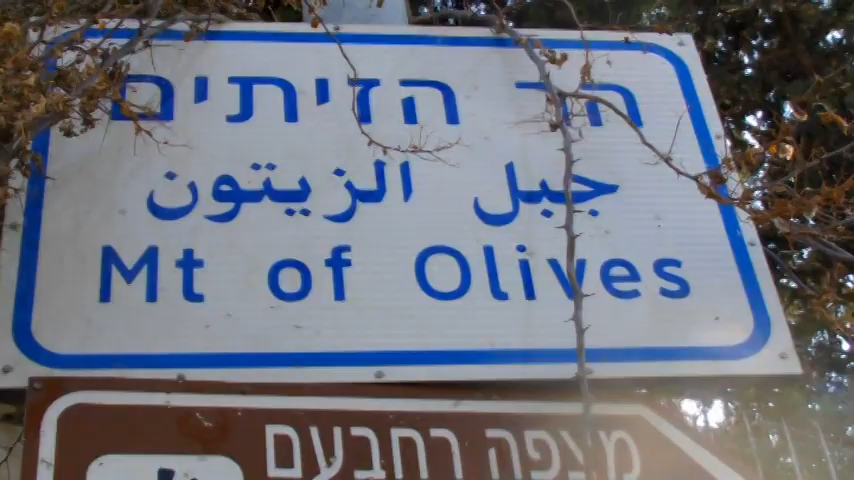 הר הזיתים
جبل الزيتون
Mt of Olives
מצפה רחבעם